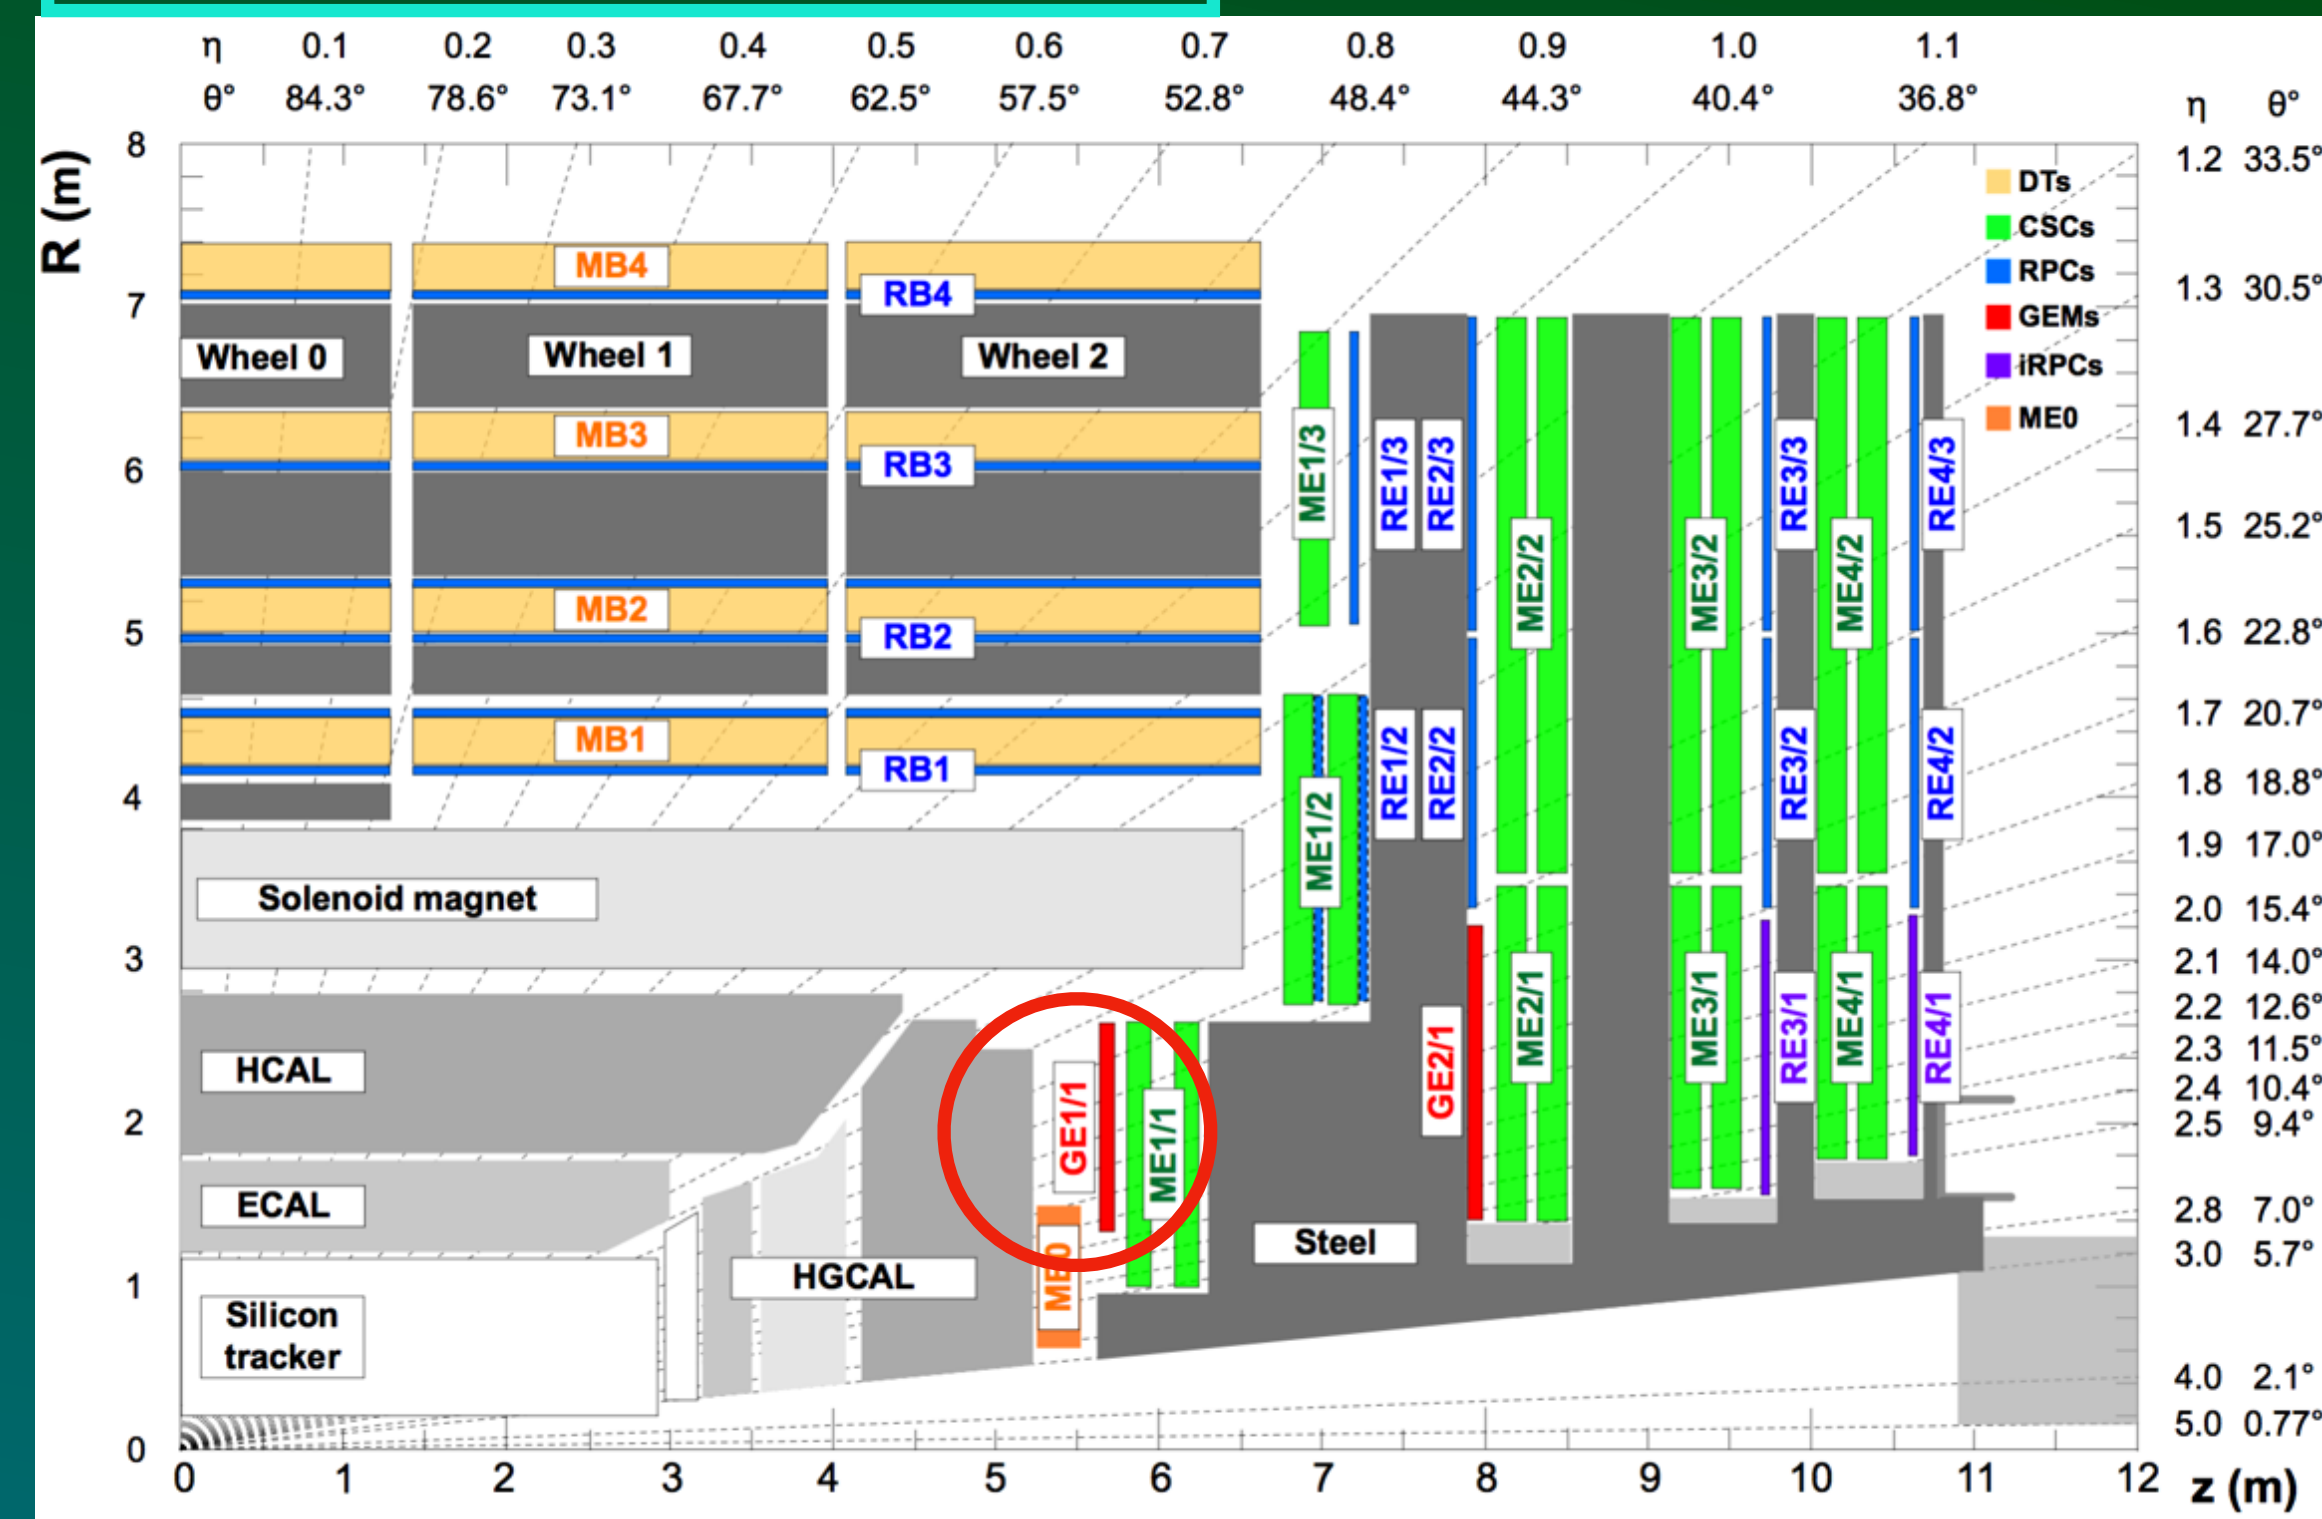 η 0.1 0.2 0.3 0.4 0.5 0.6 0.7 0.8 0.9 1.0 1.1
θ° 84.3° 78.6° 73.1° 67.7° 62.5° 57.5° 52.8° 48.4° 44.3° 40.4° 36.8° η θ°
R (m)
8
7
6
5
4
3
2
1
0
1.2 33.5°
1.3 30.5°
1.4 27.7°
1.5 25.2°
1.6 22.8°
1.7 20.7°
1.8 18.8°
1.9 17.0°
2.0 15.4°
2.1 14.0°
2.2 12.6°
2.3 11.5°
2.4 10.4°
2.5 9.4°
2.8 7.0°
3.0 5.7°
4.0 2.1°
5.0 0.77°
DTs
CSCs
RPCs
GEMs
iRPCs
ME0
MB4
RB4
Wheel 0 Wheel 1 Wheel 2
MB3
RB3
MB2
RB2
MB1
RB1
ME1/3
RE1/3
RE2/3
ME2/2
ME3/2
RE3/3
ME4/2
RE4/3
ME1/2
RE1/2
RE2/2
RE3/2
RE4/2
Solenoid magnet
HCAL
ECAL
Silicon
tracker
HGCAL
GE1/1
ME1/1
ME0
Steel
GE2/1
ME2/1
ME3/1
RE3/1
ME4/1
RE4/1
0 1 2 3 4 5 6 7 8 9 10 11 12 z (m)